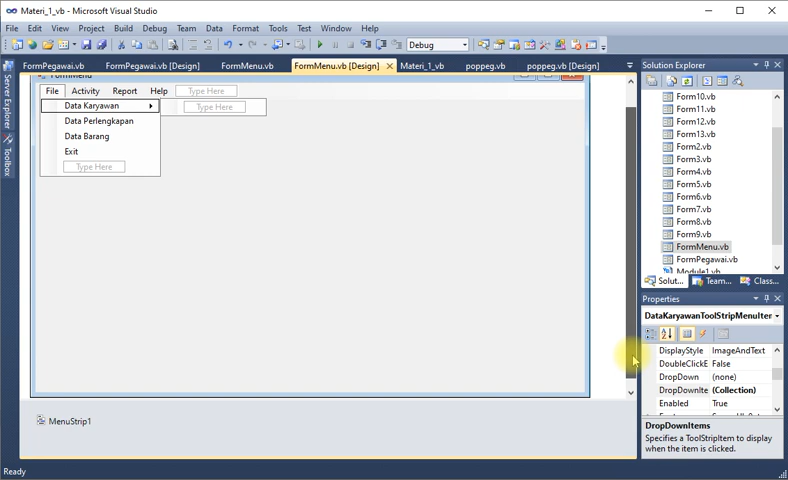 Materi_1_vb - Microsoft Visual Studio
File Edit View Project Build Debug Team Data Format Tools Test Window Help
Debug
FormPegawai.vb FormPegawai.vb [Design] FormMenu.vb FormMenu.vb [Design] Materi_1_vb poppeg.vb poppeg.vb [Design]
Server Explorer
Toolbox
FormMenu
File Activity Report Help Type Here
Data Karyawan Type Here
Data Perlengkapan
Data Barang
Exit
Type Here
MenuStrip1
Solution Explorer
Form10.vb
Form11.vb
Form12.vb
Form13.vb
Form2.vb
Form3.vb
Form4.vb
Form5.vb
Form6.vb
Form7.vb
Form8.vb
Form9.vb
FormMenu.vb
FormPegawai.vb
Module1.vb
Solut... Team... Class...
Properties
DataKaryawanToolStripMenuIter
DisplayStyle ImageAndText
DoubleClickE False
DropDown (none)
DropDownIte (Collection)
Enabled True
DropDownItems
Specifies a ToolStripItem to display
when the item is clicked.
Ready